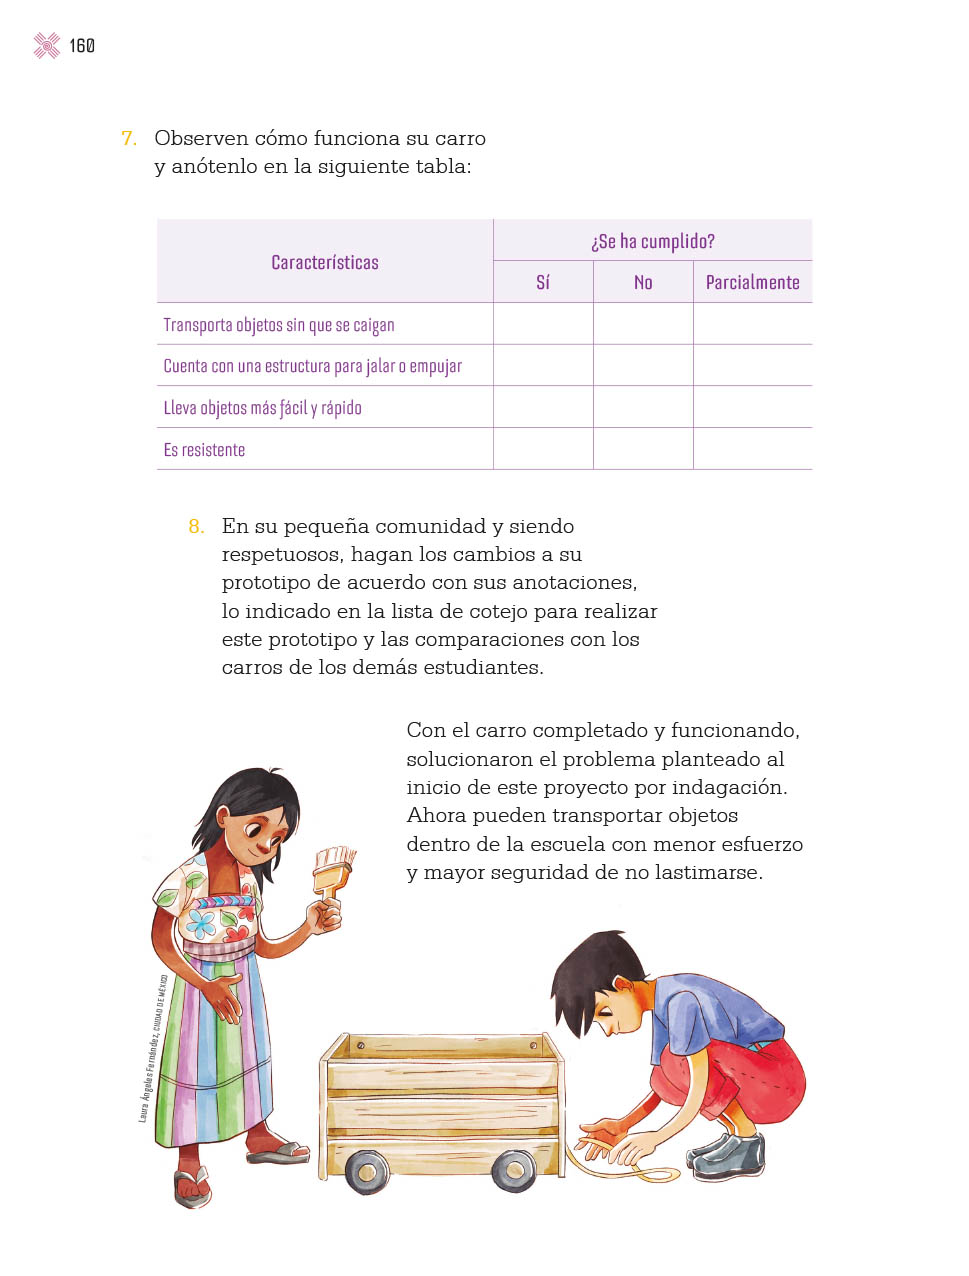 160
7. Observen cómo funciona su carro
y anótenlo en la siguiente tabla:
Características
¿Se ha cumplido?
Sí No Parcialmente
Transporta objetos sin que se caigan
Cuenta con una estructura para jalar o empujar
Lleva objetos más fácil y rápido
Es resistente
8. En su pequeña comunidad y siendo
respetuosos, hagan los cambios a su
prototipo de acuerdo con sus anotaciones,
lo indicado en la lista de cotejo para realizar
este prototipo y las comparaciones con los
carros de los demás estudiantes.
Con el carro completado y funcionando,
solucionaron el problema planteado al
inicio de este proyecto por indagación.
Ahora pueden transportar objetos
dentro de la escuela con menor esfuerzo
y mayor seguridad de no lastimarse.
Laura Ángeles Fernández, CIUDAD DE MÉXICO